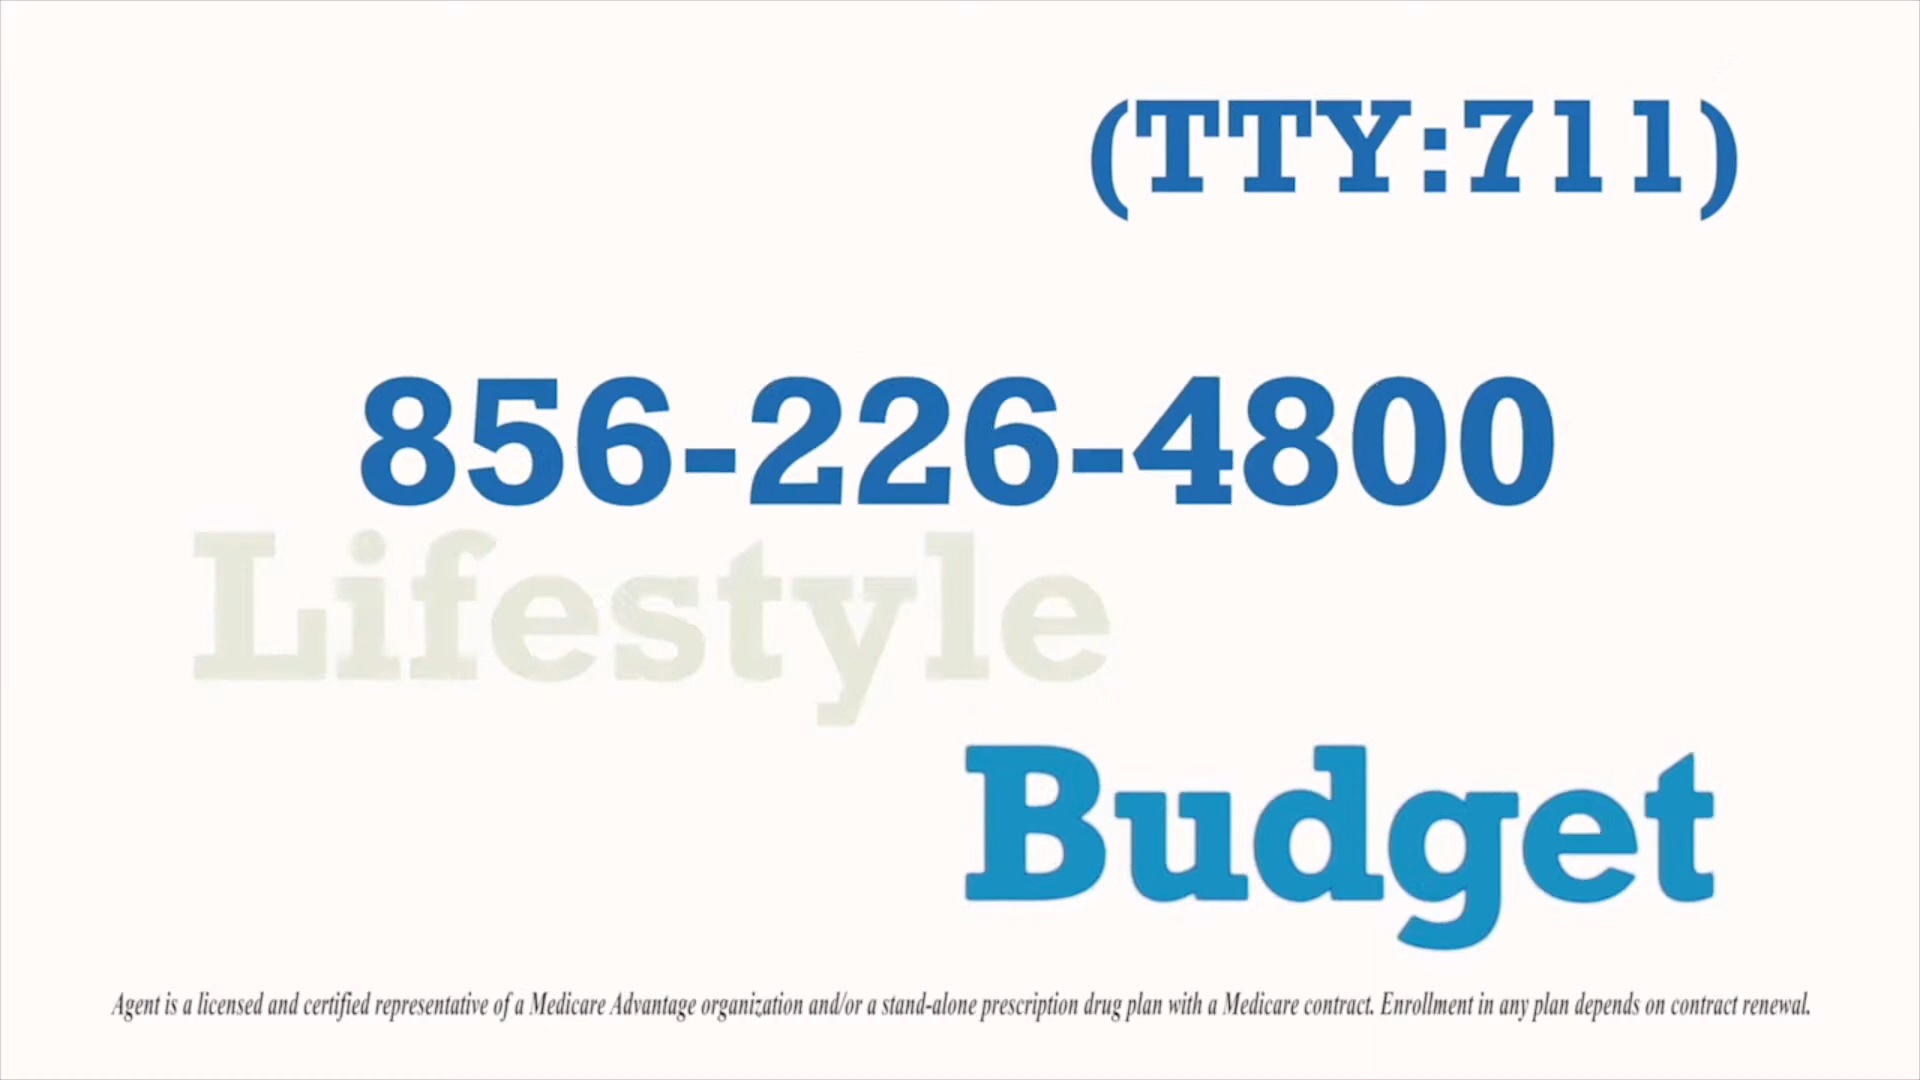 (TTY:711)
856-226-4800
Lifestyle
Budget
Agent is a licensed and certified representative of a Medicare Advantage organization and/or a stand-alone prescription drug plan with a Medicare contract. Enrollment in any plan depends on contract renewal.